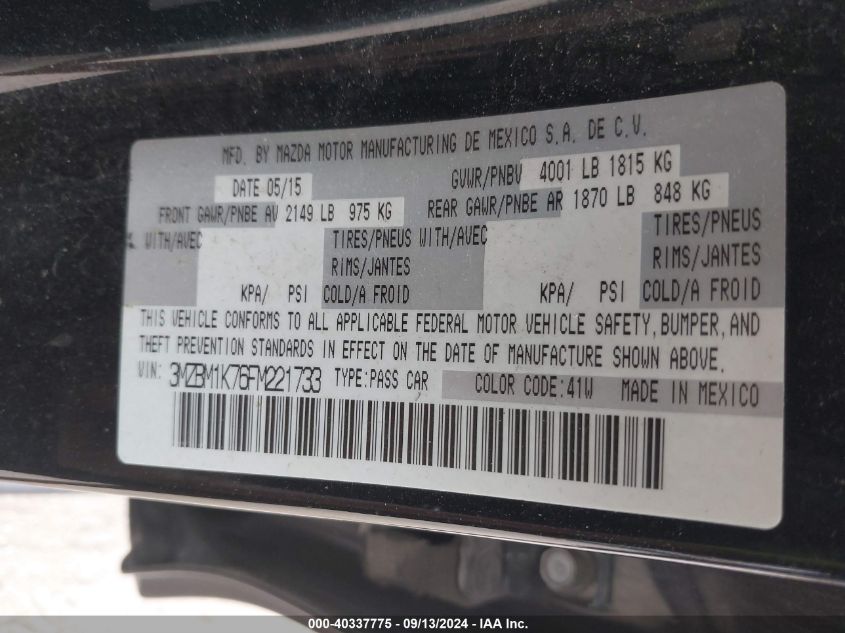 MFD. BY MAZDA MOTOR MANUFACTURING DE MEXICO S.A. DE C.V.
DATE 05/15 GVWR/PNBV 4001 LB 1815 KG
FRONT GAWR/PNBE AV 2149 LB 975 KG REAR GAWR/PNBE AR 1870 LB 848 KG
WITH/AVEC TIRES/PNEUS WITH/AVEC TIRES/PNEUS
RIMS/JANTES RIMS/JANTES
KPA/ PSI COLD/A FROID KPA/ PSI COLD/A FROID
THIS VEHICLE CONFORMS TO ALL APPLICABLE FEDERAL MOTOR VEHICLE SAFETY, BUMPER, AND
THEFT PREVENTION STANDARDS IN EFFECT ON THE DATE OF MANUFACTURE SHOWN ABOVE.
VIN: 3MZBM1K76FM221733 TYPE:PASS CAR COLOR CODE:41W MADE IN MEXICO
000-40337775 - 09/13/2024 - IAA Inc.